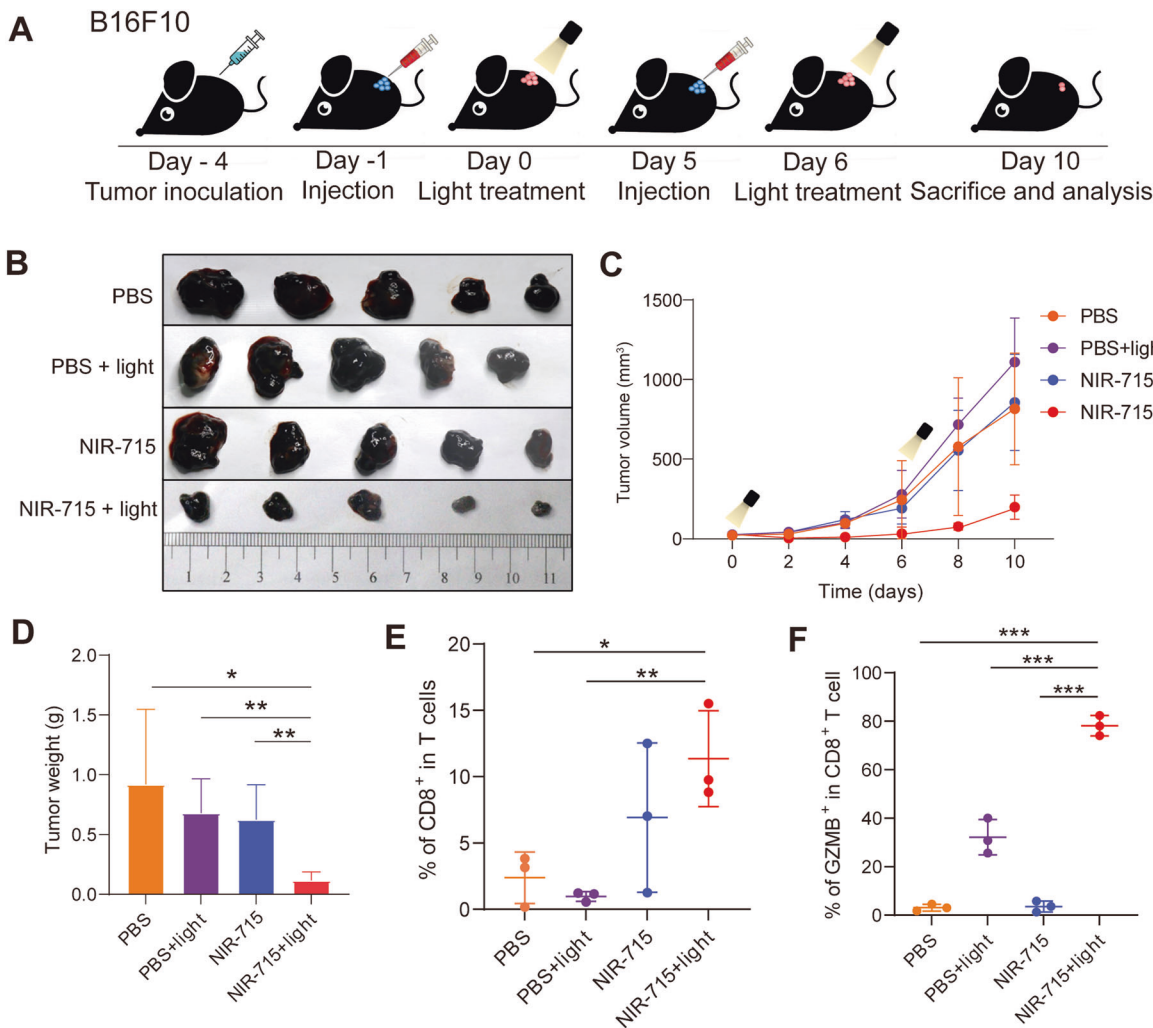 A
B16F10
Day - 4
Tumor inoculation
Day -1
Injection
Day 0
Light treatment
Day 5
Injection
Day 6
Light treatment
Day 10
Sacrifice and analysis
B
PBS
PBS + light
NIR-715
NIR-715 + light
1 2 3 4 5 6 7 8 9 10 11
C
Tumor volume (mm³)
1500
1000
500
0
0 2 4 6 8 10
Time (days)
PBS
PBS+ligl
NIR-715
NIR-715
D
Tumor weight (g)
2.0
1.5
1.0
0.5
0.0
*
**
**
PBS
PBS+light
NIR-715
NIR-715+light
E
% of CD8⁺ in T cells
20
15
10
5
0
*
**
PBS
PBS+light
NIR-715
NIR-715+light
F
% of GZMB⁺ in CD8⁺ T cell
100
80
60
40
20
0
***
***
***
PBS
PBS+light
NIR-715
NIR-715+light